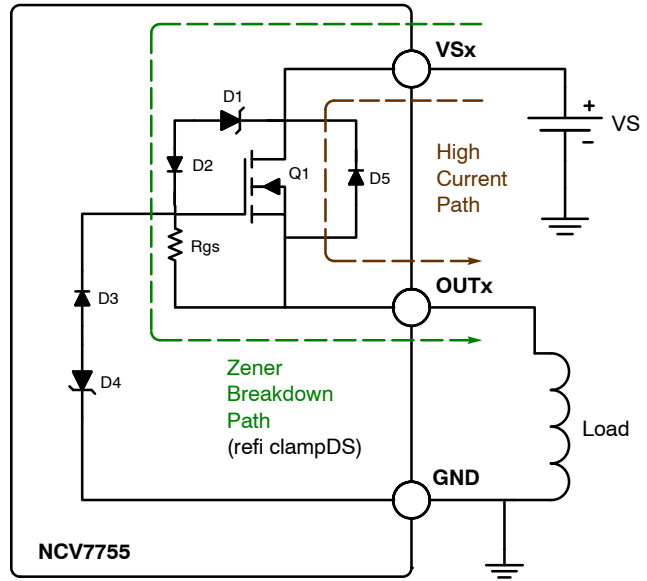 VSx
D1
+
VS
−
D2
Q1
D5
High
Current
Path
Rgs
OUTx
D3
D4
Zener
Breakdown
Path
(refi clampDS)
Load
GND
NCV7755